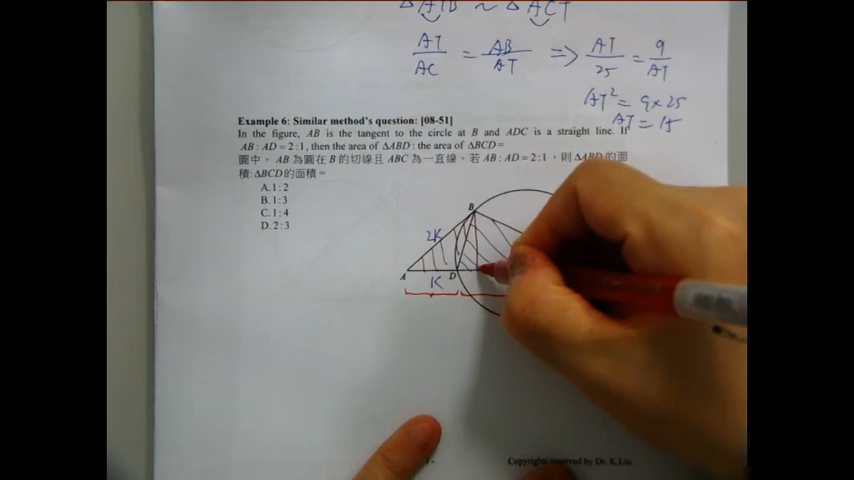 △ATB ~ △ACT
AT/AC = AB/AT => AT/25 = 9/AT
AT² = 9 x 25
AT = 15
Example 6: Similar method's question: [08-51]
In the figure, AB is the tangent to the circle at B and ADC is a straight line. If
AB : AD = 2 : 1, then the area of ΔABD : the area of ΔBCD =
圖中， AB 為圓在 B 的切線且 ABC 為一直線。若 AB : AD = 2 : 1 ，則 ΔABD 的面
積 : ΔBCD 的面積 =
A. 1 : 2
B. 1 : 3
C. 1 : 4
D. 2 : 3
B
2K
A
D
K
Copyrights reserved by Dr. K.Liu